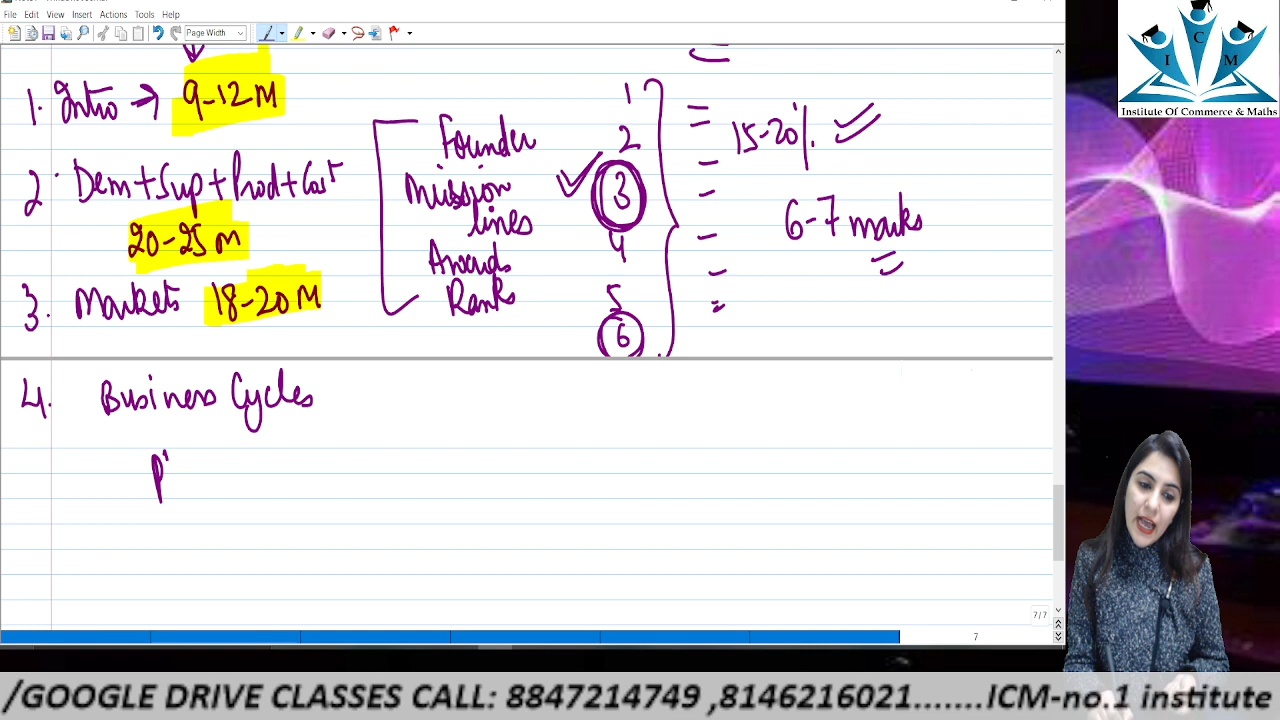 File Edit View Insert Actions Tools Help
Page Width
I C M
Institute Of Commerce & Maths
1. Intro → 9-12 M
2. Dem+Sup+Prod+Cost
20-25 m
3. Markets 18-20 M
Founder
Mission
lines
Awards
Ranks
1
2
3
4
5
6
= 15-20%
6-7 marks
4. Business Cycles
P
7/7
7
/GOOGLE DRIVE CLASSES CALL: 8847214749 ,8146216021.......ICM-no.1 institute